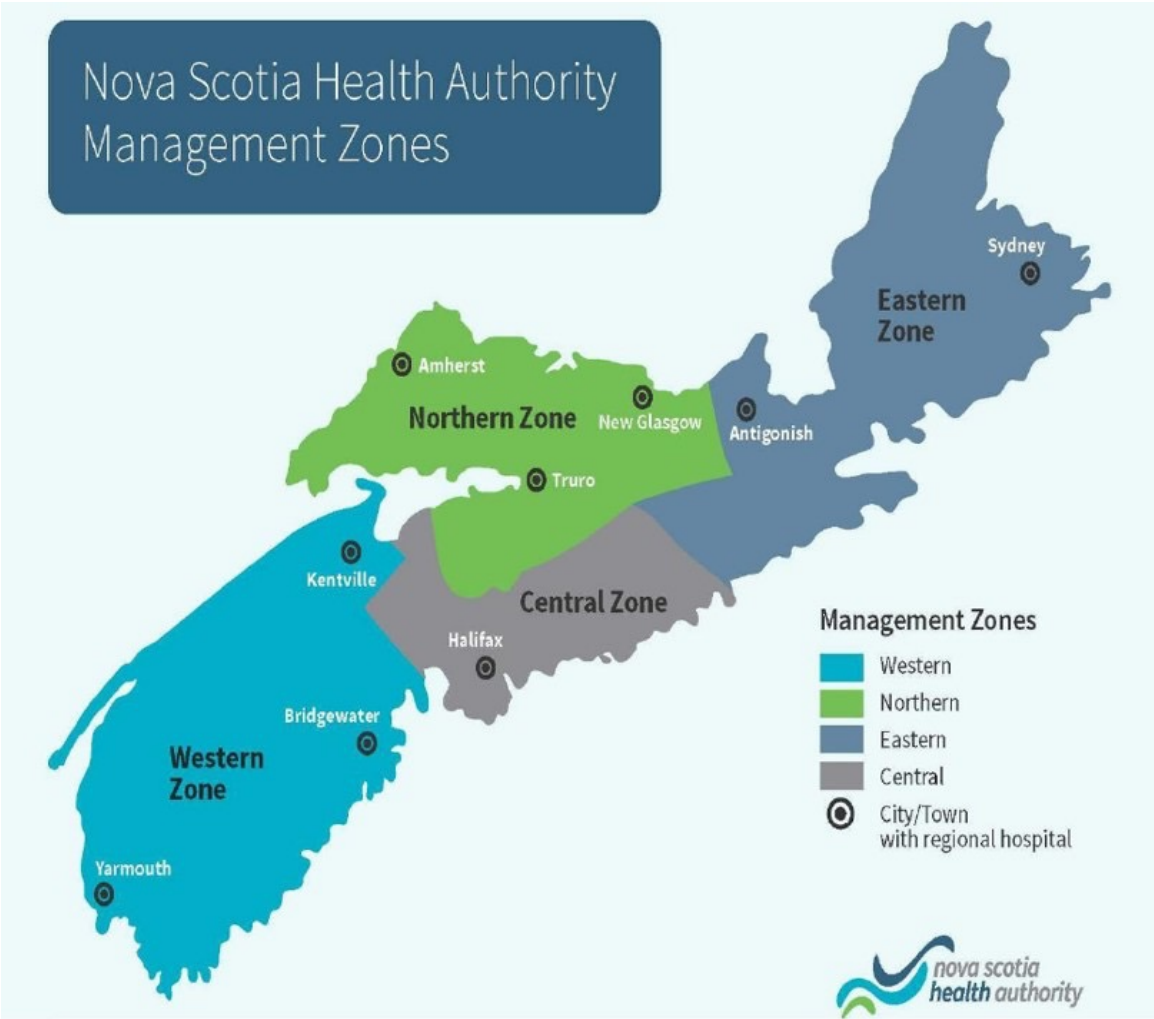 Nova Scotia Health Authority
Management Zones
Sydney
Eastern
Zone
Amherst
Northern Zone
New Glasgow
Antigonish
Truro
Kentville
Central Zone
Halifax
Bridgewater
Western
Zone
Yarmouth
Management Zones
Western
Northern
Eastern
Central
City/Town
with regional hospital
nova scotia
health authority